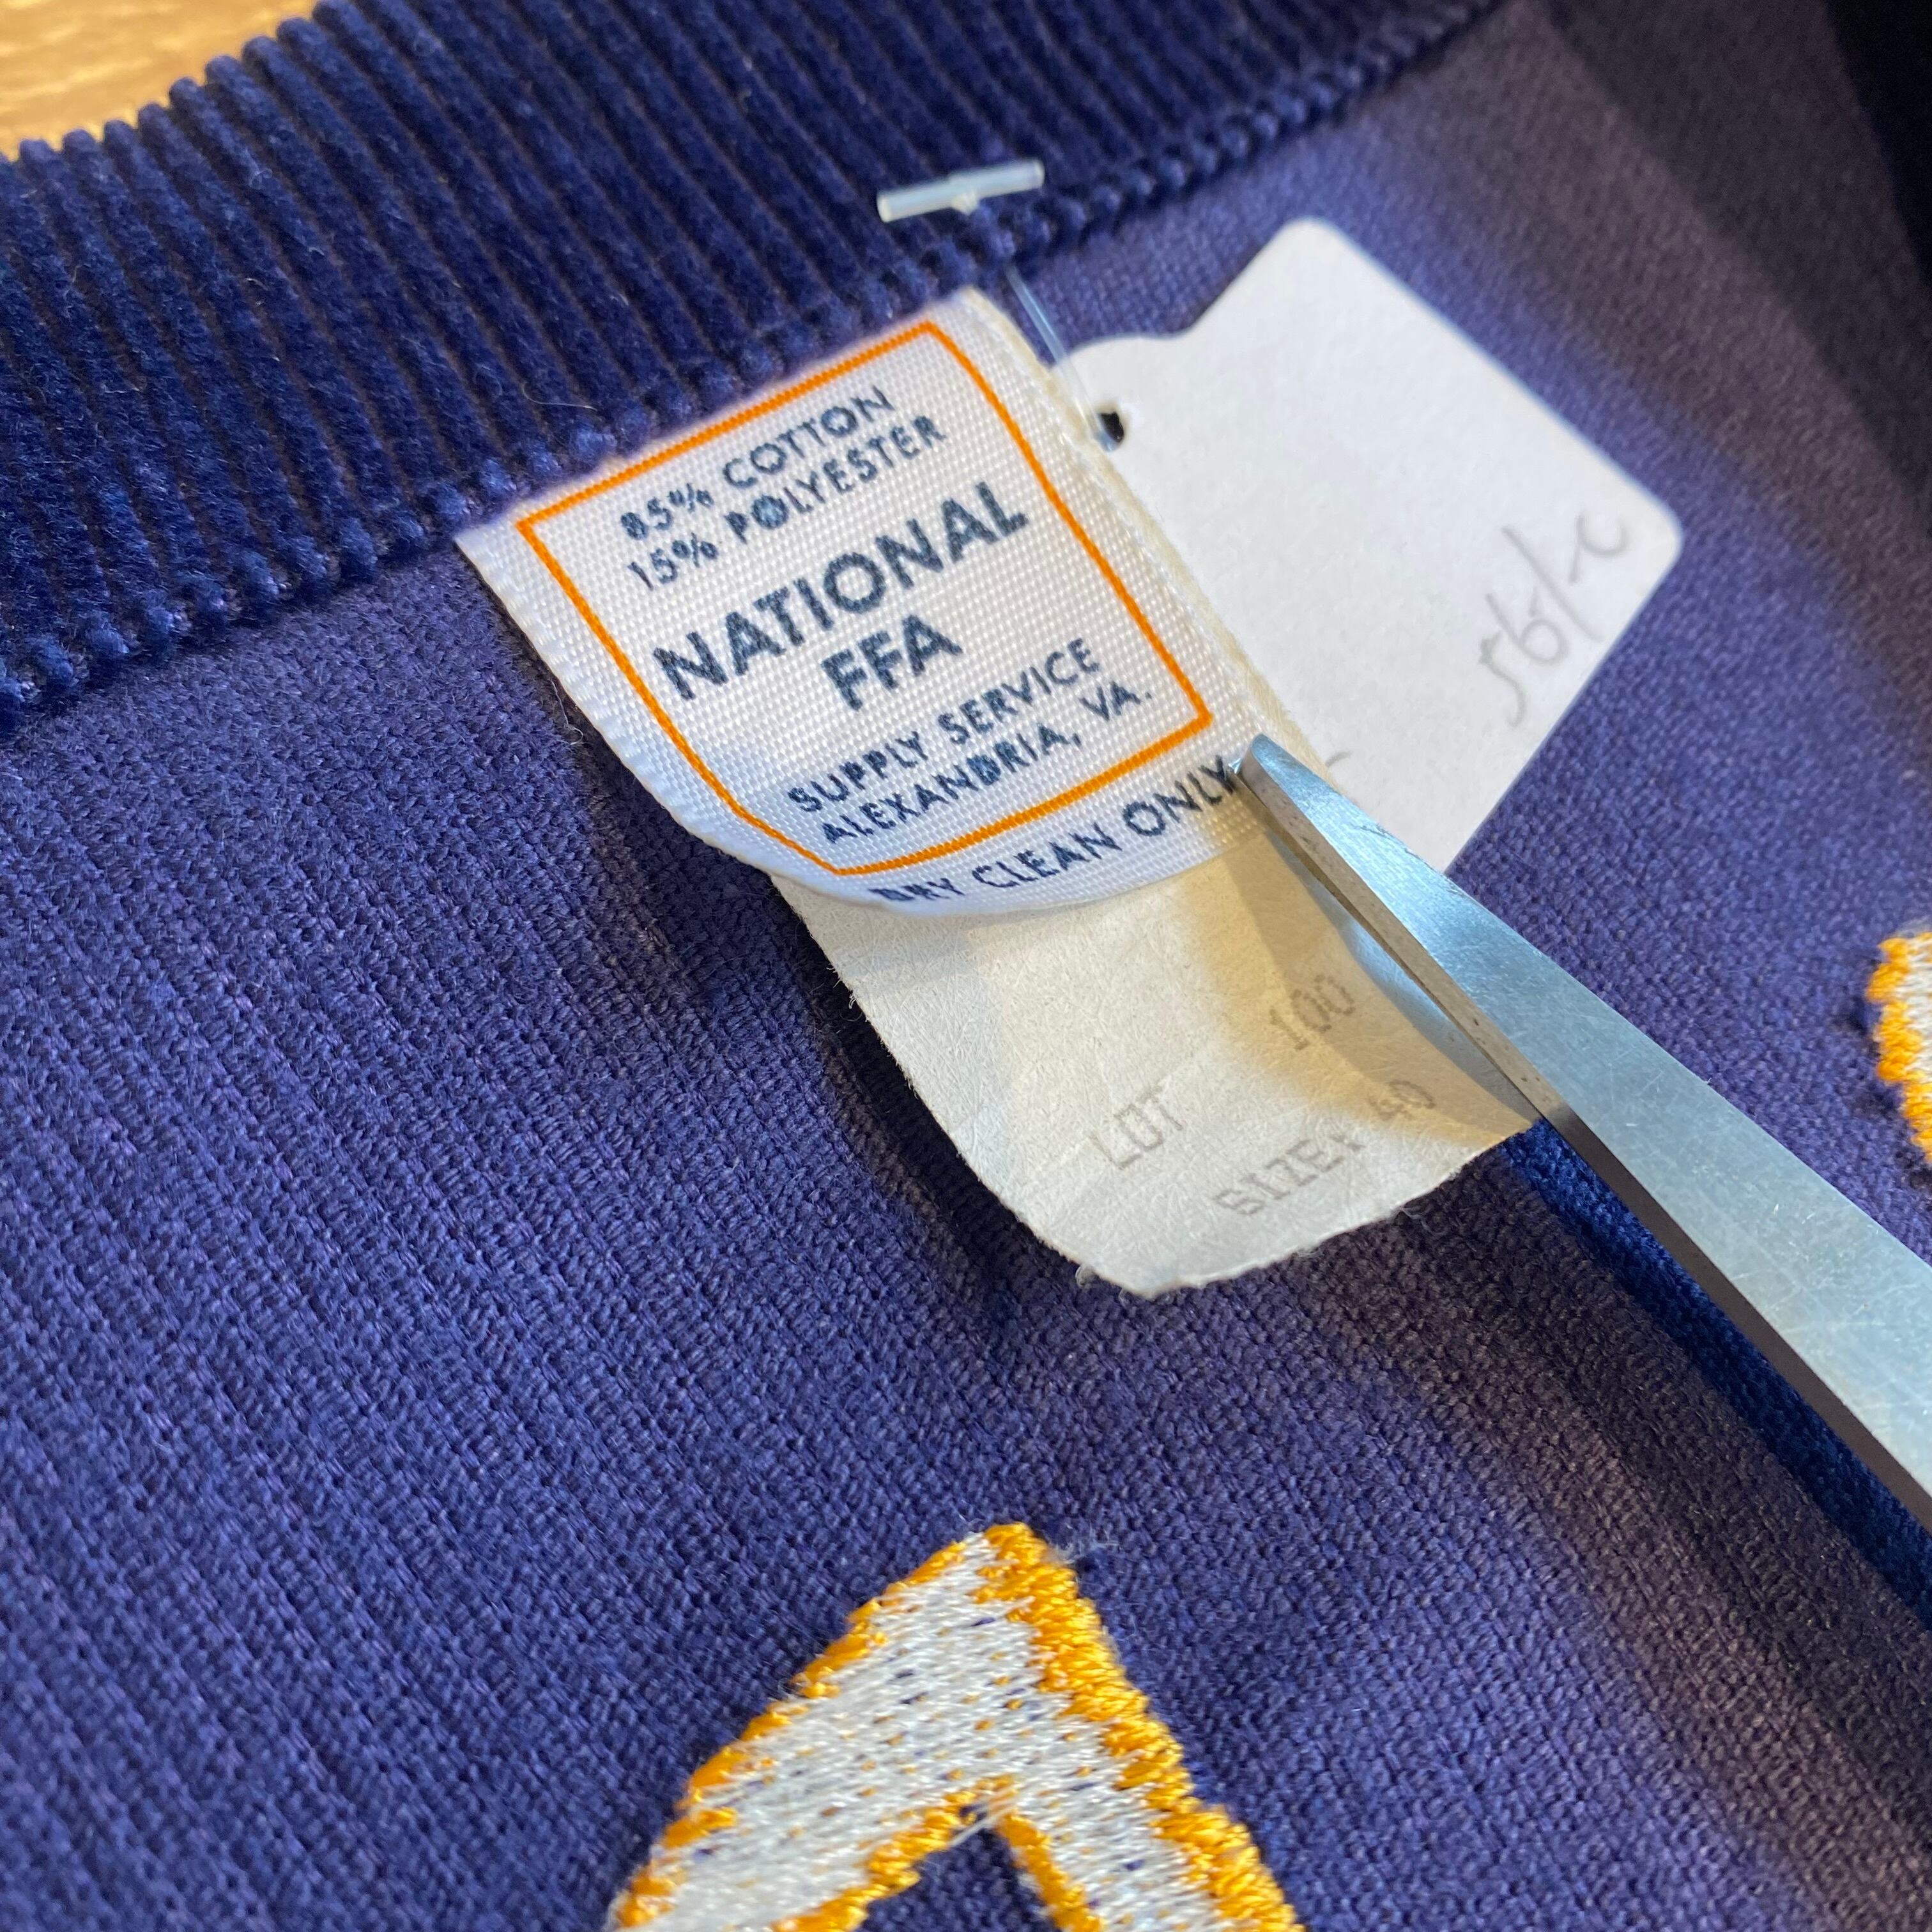 85% COTTON
15% POLYESTER
NATIONAL
FFA
SUPPLY SERVICE
ALEXANDRIA, VA.
DRY CLEAN ONLY
LOT 100
SIZE: 40